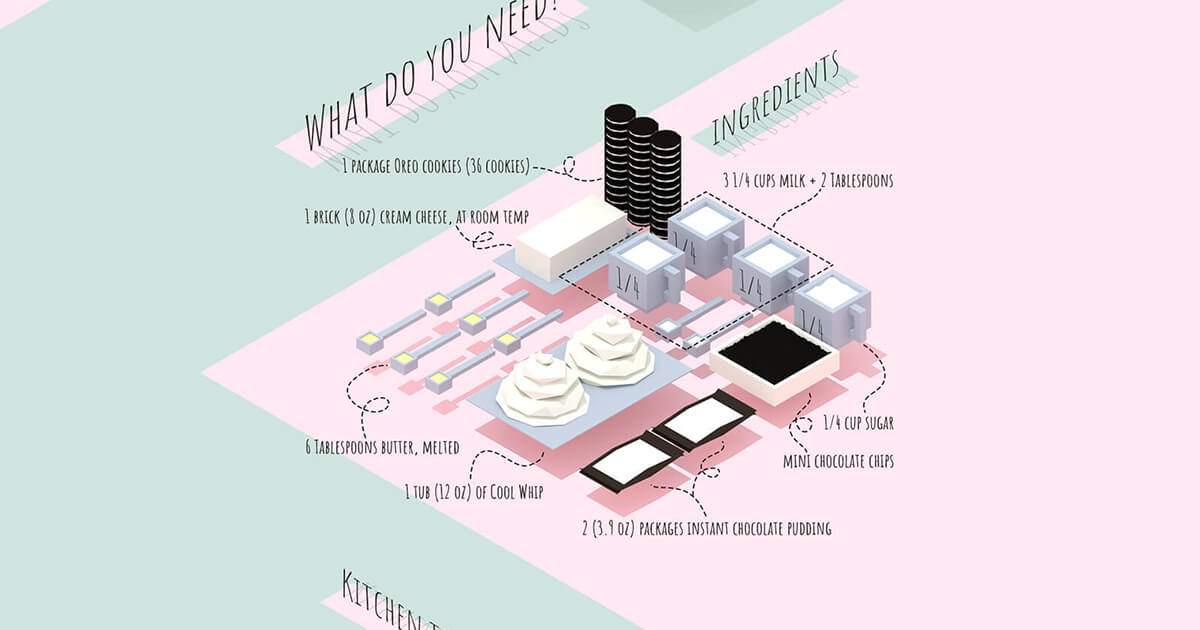 WHAT DO YOU NEED?
INGREDIENTS
1 PACKAGE OREO COOKIES (36 COOKIES)
3 1/4 CUPS MILK + 2 TABLESPOONS
1 BRICK (8 OZ) CREAM CHEESE, AT ROOM TEMP
1/4
1/4
1/4
1/4
1/4 CUP SUGAR
6 TABLESPOONS BUTTER, MELTED
MINI CHOCOLATE CHIPS
1 TUB (12 OZ) OF COOL WHIP
2 (3.9 OZ) PACKAGES INSTANT CHOCOLATE PUDDING
KITCHEN